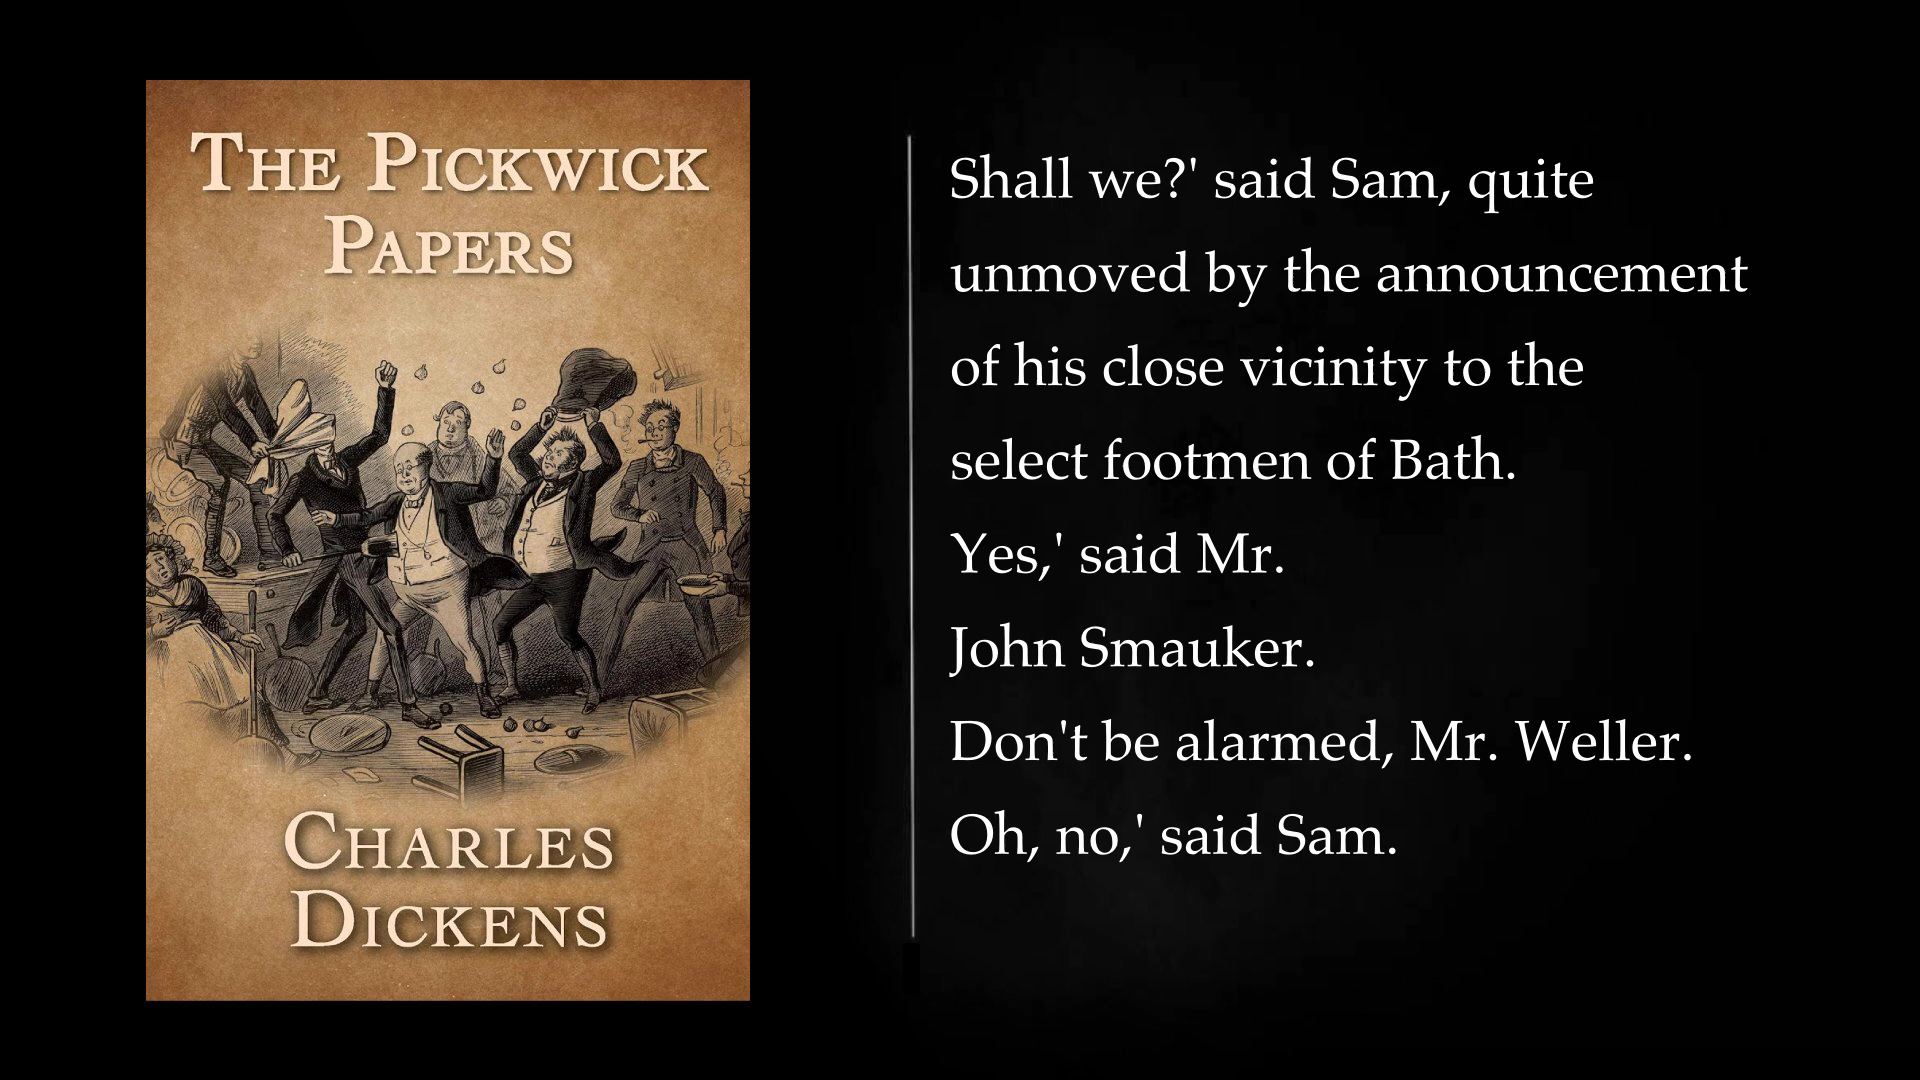 The Pickwick
Papers
Charles
Dickens
Shall we?' said Sam, quite
unmoved by the announcement
of his close vicinity to the
select footmen of Bath.
Yes,' said Mr.
John Smauker.
Don't be alarmed, Mr. Weller.
Oh, no,' said Sam.